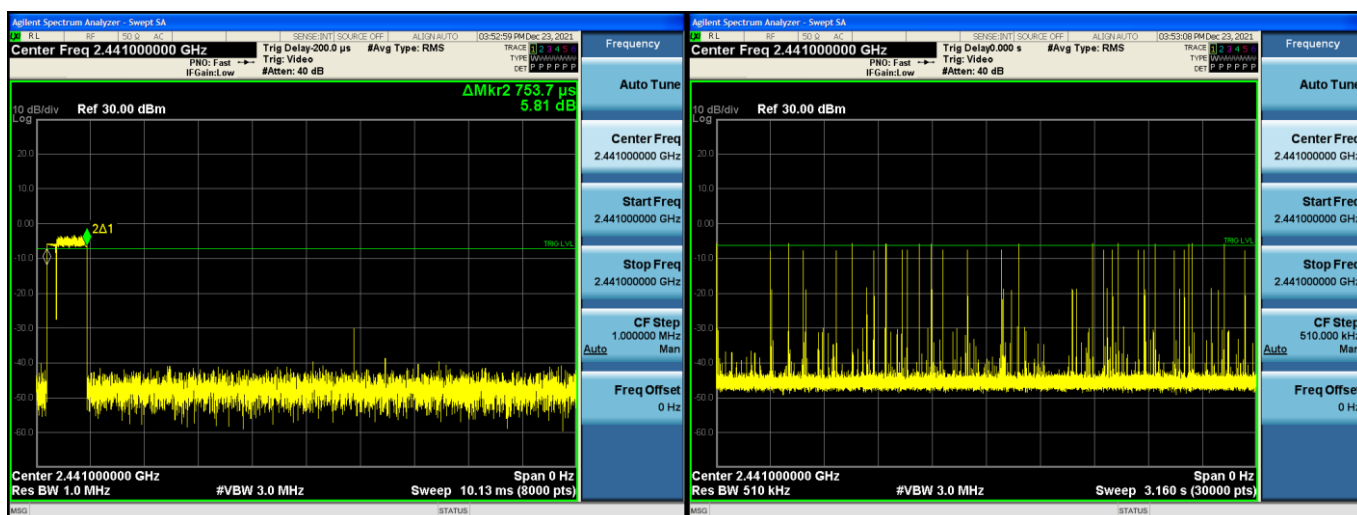 Agilent Spectrum Analyzer - Swept SA
RL RF 50 Ω AC SENSE:INT SOURCE OFF ALIGN AUTO 03:52:59 PM Dec 23, 2021
Center Freq 2.441000000 GHz
PNO: Fast
IFGain:Low
Trig Delay-200.0 µs
Trig: Video
#Atten: 40 dB
#Avg Type: RMS
TRACE 1 2 3 4 5 6
TYPE W
DET P P P P P P
ΔMkr2 753.7 µs
5.81 dB
10 dB/div Ref 30.00 dBm
Log
20.0
10.0
0.00
-10.0
-20.0
-30.0
-40.0
-50.0
-60.0
2Δ1
TRIG LVL
Center 2.441000000 GHz Span 0 Hz
Res BW 1.0 MHz #VBW 3.0 MHz Sweep 10.13 ms (8000 pts)
MSG STATUS
Frequency
Auto Tune
Center Freq
2.441000000 GHz
Start Freq
2.441000000 GHz
Stop Freq
2.441000000 GHz
CF Step
1.000000 MHz
Auto Man
Freq Offset
0 Hz
Agilent Spectrum Analyzer - Swept SA
RL RF 50 Ω AC SENSE:INT SOURCE OFF ALIGN AUTO 03:53:08 PM Dec 23, 2021
Center Freq 2.441000000 GHz
PNO: Fast
IFGain:Low
Trig Delay0.000 s
Trig: Video
#Atten: 40 dB
#Avg Type: RMS
TRACE 1 2 3 4 5 6
TYPE W
DET P P P P P P
10 dB/div Ref 30.00 dBm
Log
20.0
10.0
0.00
-10.0
-20.0
-30.0
-40.0
-50.0
-60.0
TRIG LVL
Center 2.441000000 GHz Span 0 Hz
Res BW 510 kHz #VBW 3.0 MHz Sweep 3.160 s (30000 pts)
MSG STATUS
Frequency
Auto Tune
Center Freq
2.441000000 GHz
Start Freq
2.441000000 GHz
Stop Freq
2.441000000 GHz
CF Step
510.000 kHz
Auto Man
Freq Offset
0 Hz